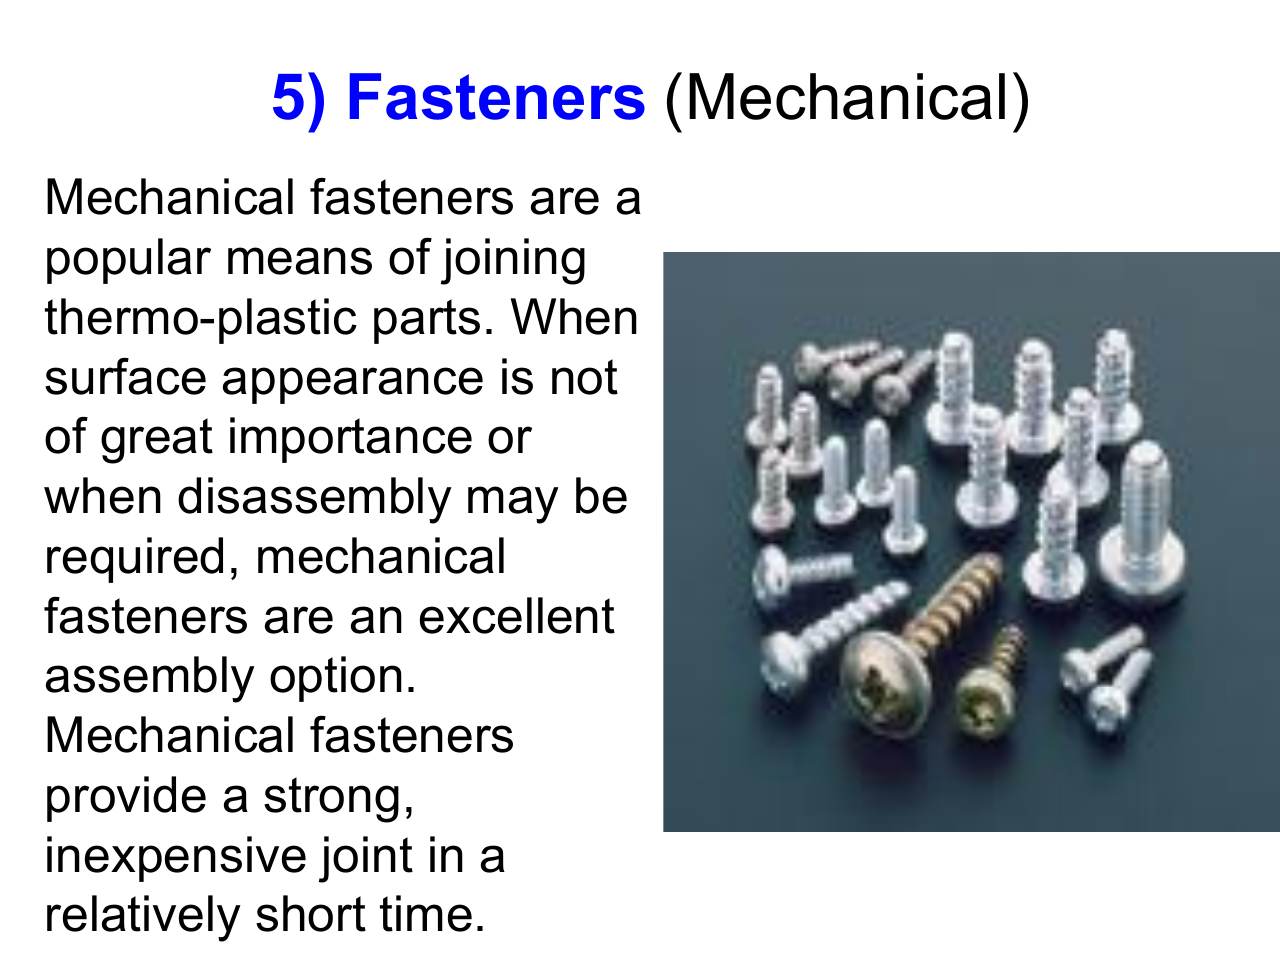 5) Fasteners (Mechanical)
Mechanical fasteners are a
popular means of joining
thermo-plastic parts. When
surface appearance is not
of great importance or
when disassembly may be
required, mechanical
fasteners are an excellent
assembly option.
Mechanical fasteners
provide a strong,
inexpensive joint in a
relatively short time.